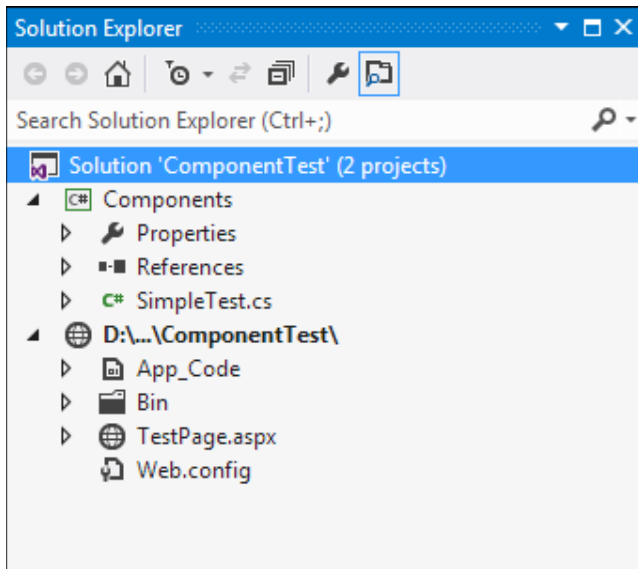 Solution Explorer
Search Solution Explorer (Ctrl+;)
Solution 'ComponentTest' (2 projects)
C# Components
Properties
References
C# SimpleTest.cs
D:\...\ComponentTest\
App_Code
Bin
TestPage.aspx
Web.config